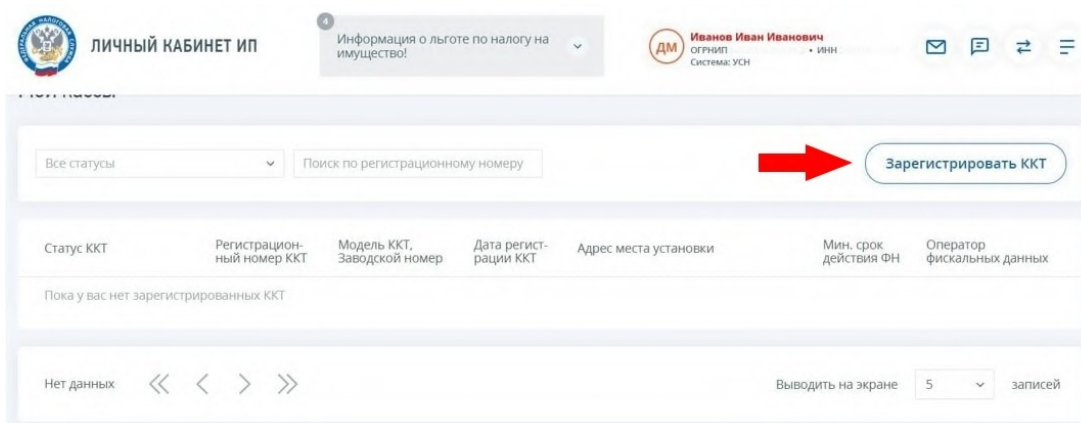 4
ЛИЧНЫЙ КАБИНЕТ ИП
Информация о льготе по налогу на
имущество!
ДМ
Иванов Иван Иванович
ОГРНИП • ИНН
Система: УСН
Мои кассы
Все статусы
Поиск по регистрационному номеру
Зарегистрировать ККТ
Статус ККТ
Регистрацион-
ный номер ККТ
Модель ККТ,
Заводской номер
Дата регист-
рации ККТ
Адрес места установки
Мин. срок
действия ФН
Оператор
фискальных данных
Пока у вас нет зарегистрированных ККТ
Нет данных
Выводить на экране 5 записей